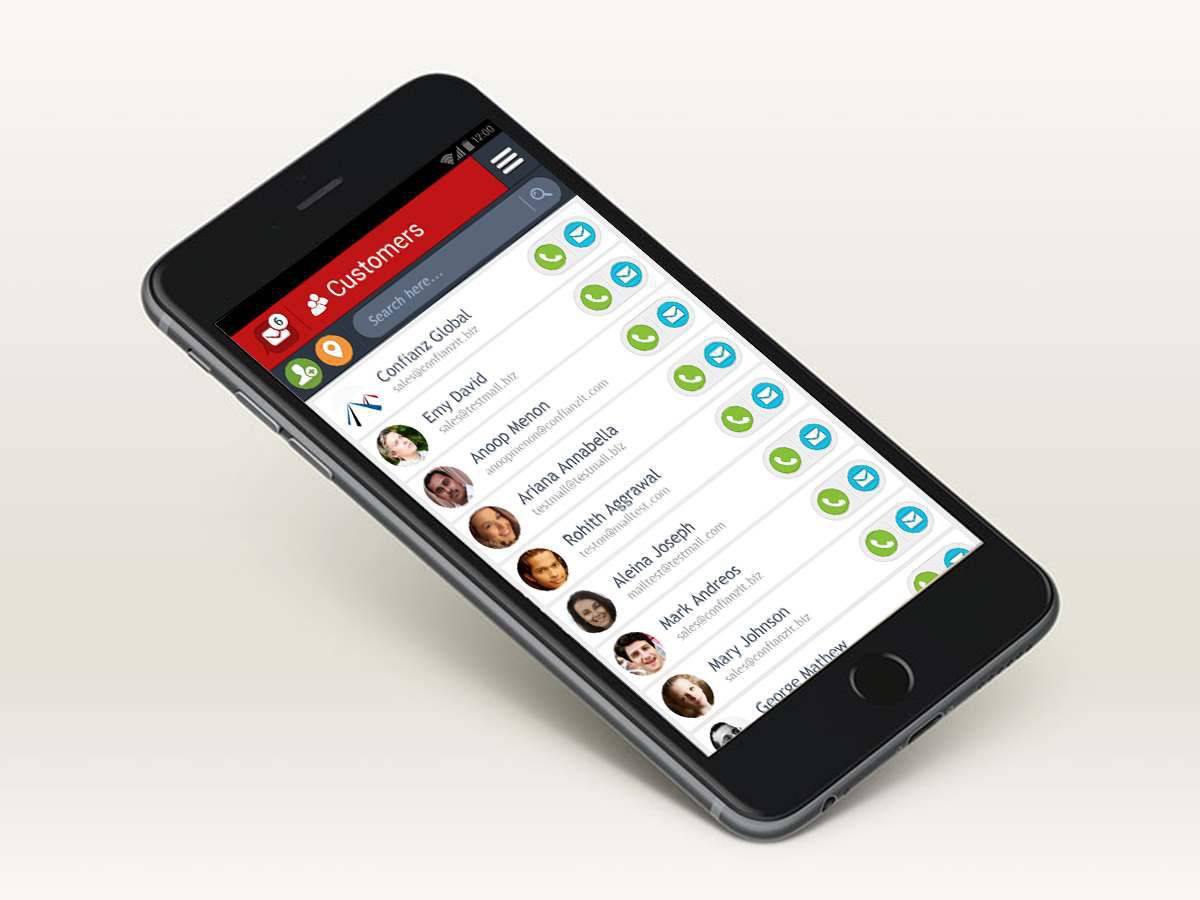 12:00
6
Customers
Search here...
Confianz Global
sales@confianzit.biz
Emy David
sales@testmail.biz
Anoop Menon
anoopmenon@confianzit.com
Ariana Annabella
testmail@testmail.biz
Rohith Aggrawal
teston@mailtest.com
Aleina Joseph
mailtest@testmail.com
Mark Andreos
sales@confianzit.biz
Mary Johnson
sales@confianzit.biz
George Mathew